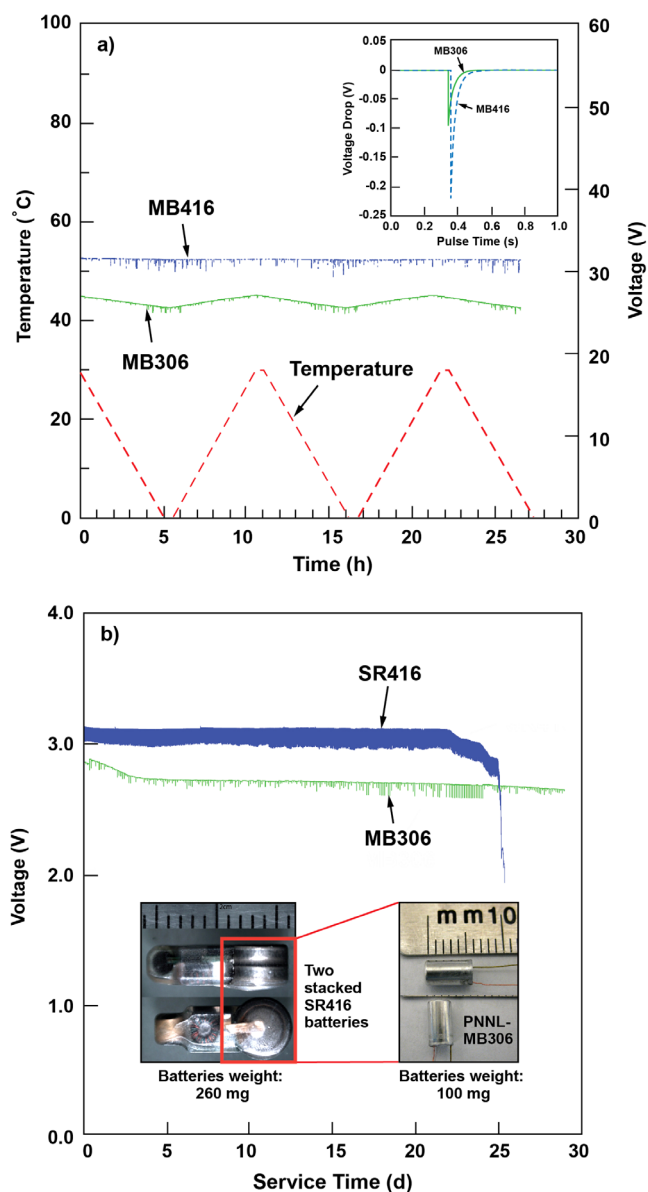 a)
Temperature (°C)
100
80
60
40
20
0
Voltage (V)
60
50
40
30
20
10
0
Voltage Drop (V)
0.05
0
-0.05
-0.1
-0.15
-0.2
-0.25
MB306
MB416
0.0 0.2 0.4 0.6 0.8 1.0
Pulse Time (s)
MB416
MB306
Temperature
0 5 10 15 20 25 30
Time (h)
b)
Voltage (V)
4.0
3.0
2.0
1.0
0.0
SR416
MB306
2cm
Two
stacked
SR416
batteries
mm10
PNNL-
MB306
Batteries weight:
260 mg
Batteries weight:
100 mg
0 5 10 15 20 25 30
Service Time (d)